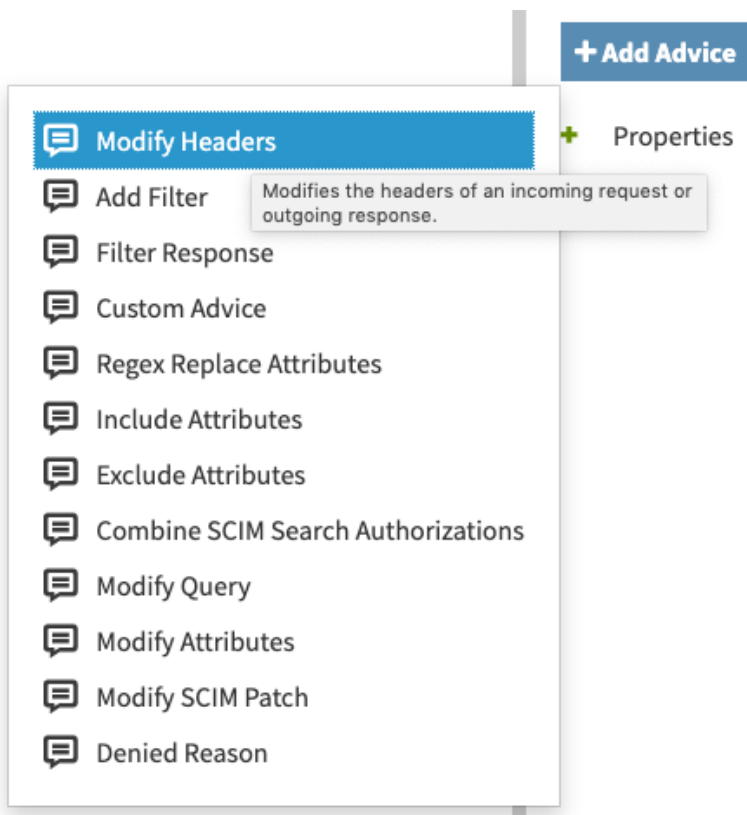 + Add Advice
Modify Headers
+ Properties
Add Filter
Modifies the headers of an incoming request or
outgoing response.
Filter Response
Custom Advice
Regex Replace Attributes
Include Attributes
Exclude Attributes
Combine SCIM Search Authorizations
Modify Query
Modify Attributes
Modify SCIM Patch
Denied Reason